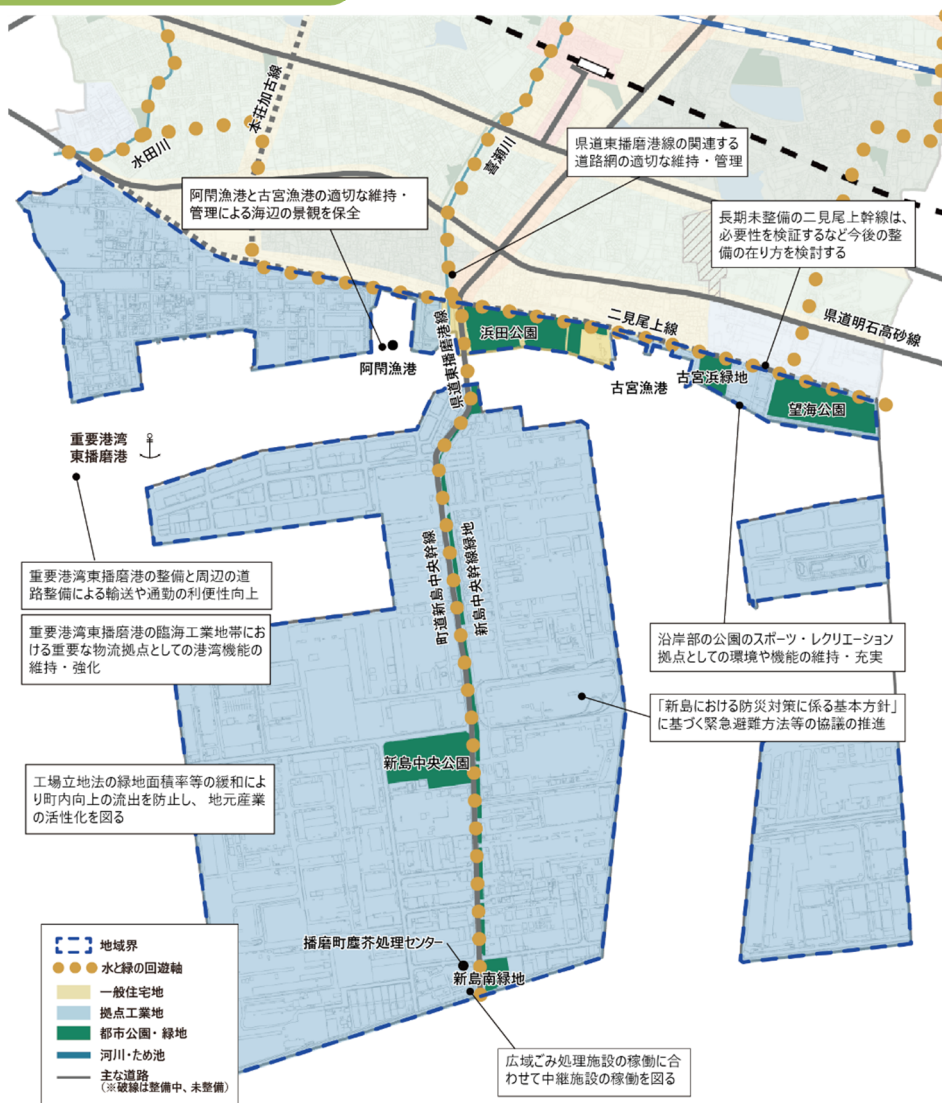 本荘加古線
水田川
喜瀬川
県道東播磨港線の関連する
道路網の適切な維持・管理
阿閇漁港と古宮漁港の適切な維持・
管理による海辺の景観を保全
長期未整備の二見尾上幹線は、
必要性を検証するなど今後の整
備の在り方を検討する
県道明石高砂線
二見尾上線
県道東播磨港線
浜田公園
阿閇漁港
古宮漁港
古宮浜緑地
望海公園
重要港湾
東播磨港
町道新島中央幹線
新島中央幹線緑地
重要港湾東播磨港の整備と周辺の道
路整備による輸送や通勤の利便性向上
重要港湾東播磨港の臨海工業地帯にお
ける重要な物流拠点としての港湾機能の
維持・強化
沿岸部の公園のスポーツ・レクリエーション
拠点としての環境や機能の維持・充実
「新島における防災対策に係る基本方針」
に基づく緊急避難方法等の協議の推進
新島中央公園
工場立地法の緑地面積率等の緩和によ
り町内向上の流出を防止し、 地元産業
の活性化を図る
播磨町塵芥処理センター
新島南緑地
広域ごみ処理施設の稼働に合
わせて中継施設の稼働を図る
地域界
水と緑の回遊軸
一般住宅地
拠点工業地
都市公園・緑地
河川・ため池
主な道路
(※破線は整備中、未整備)